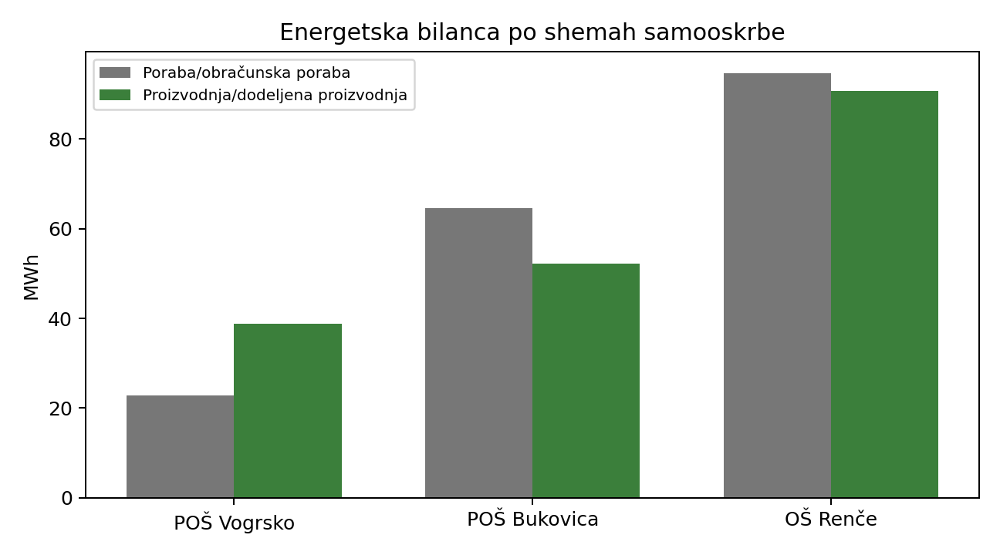 Energetska bilanca po shemah samooskrbe
Poraba/obračunska poraba
Proizvodnja/dodeljena proizvodnja
MWh
80
60
40
20
0
POŠ Vogrsko
POŠ Bukovica
OŠ Renče